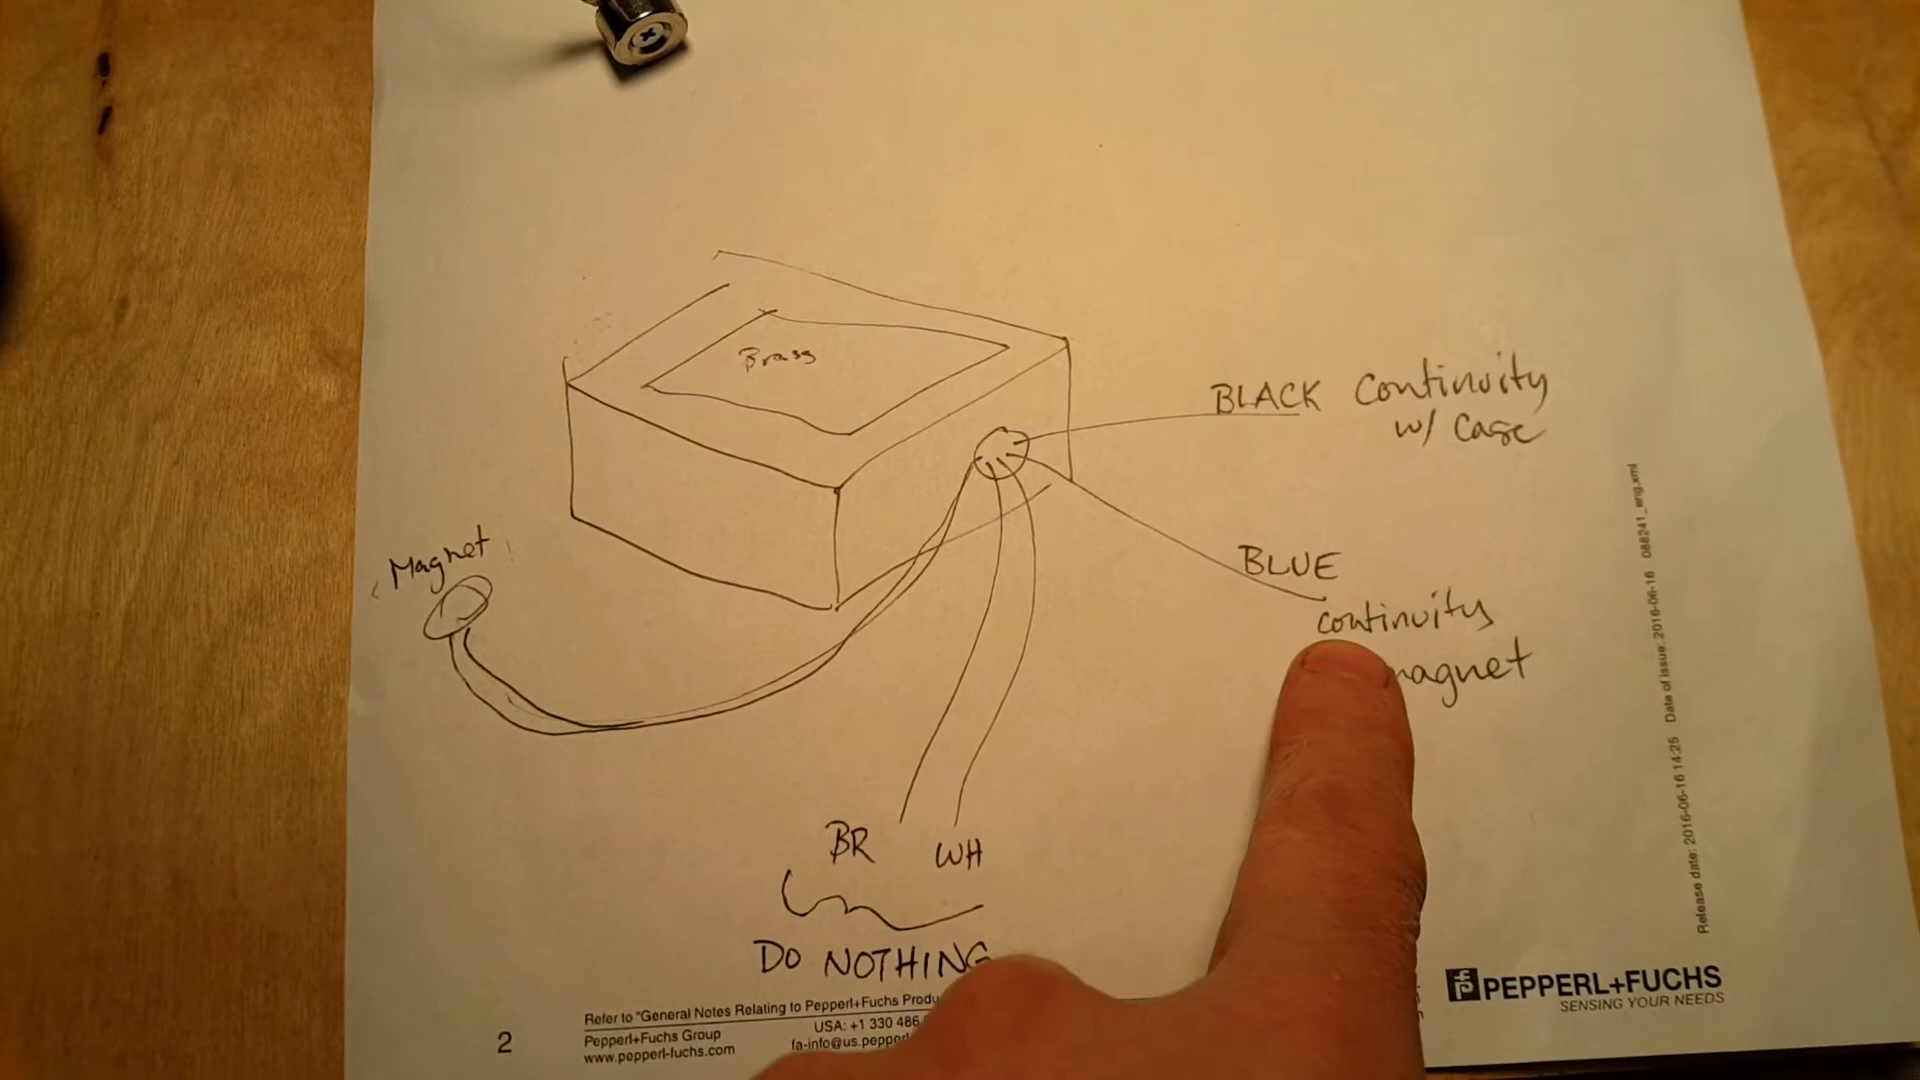 Brass
BLACK Continuity
w/ Case
Magnet
BLUE
continuity
magnet
BR WH
DO NOTHING
Refer to "General Notes Relating to Pepperl+Fuchs Produ
Pepperl+Fuchs Group
www.pepperl-fuchs.com
USA: +1 330 486
fa-info@us.pepperl
2
PEPPERL+FUCHS
SENSING YOUR NEEDS
Release date: 2016-06-16 14:25 Date of issue: 2016-06-16 088241_eng.xml